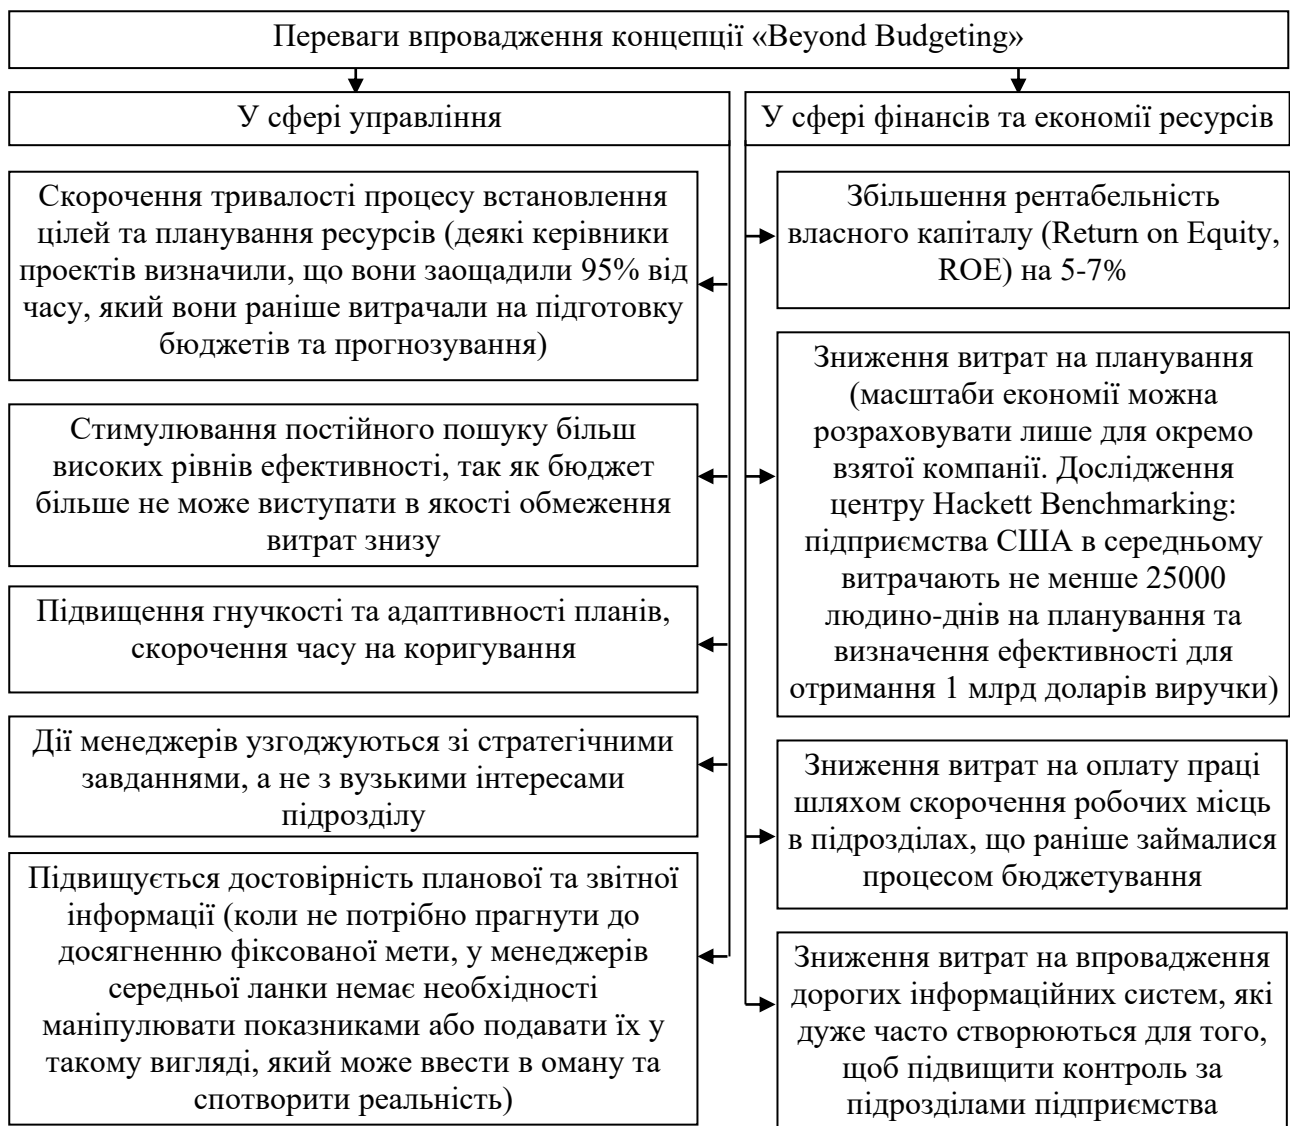 Переваги впровадження концепції «Beyond Budgeting»
У сфері управління
Скорочення тривалості процесу встановлення
цілей та планування ресурсів (деякі керівники
проектів визначили, що вони заощадили 95% від
часу, який вони раніше витрачали на підготовку
бюджетів та прогнозування)
Стимулювання постійного пошуку більш
високих рівнів ефективності, так як бюджет
більше не може виступати в якості обмеження
витрат знизу
Підвищення гнучкості та адаптивності планів,
скорочення часу на коригування
Дії менеджерів узгоджуються зі стратегічними
завданнями, а не з вузькими інтересами
підрозділу
Підвищується достовірність планової та звітної
інформації (коли не потрібно прагнути до
досягненню фіксованої мети, у менеджерів
середньої ланки немає необхідності
маніпулювати показниками або подавати їх у
такому вигляді, який може ввести в оману та
спотворити реальність)
У сфері фінансів та економії ресурсів
Збільшення рентабельність
власного капіталу (Return on Equity,
ROE) на 5-7%
Зниження витрат на планування
(масштаби економії можна
розраховувати лише для окремо
взятої компанії. Дослідження
центру Hackett Benchmarking:
підприємства США в середньому
витрачають не менше 25000
людино-днів на планування та
визначення ефективності для
отримання 1 млрд доларів виручки)
Зниження витрат на оплату праці
шляхом скорочення робочих місць
в підрозділах, що раніше займалися
процесом бюджетування
Зниження витрат на впровадження
дорогих інформаційних систем, які
дуже часто створюються для того,
щоб підвищити контроль за
підрозділами підприємства